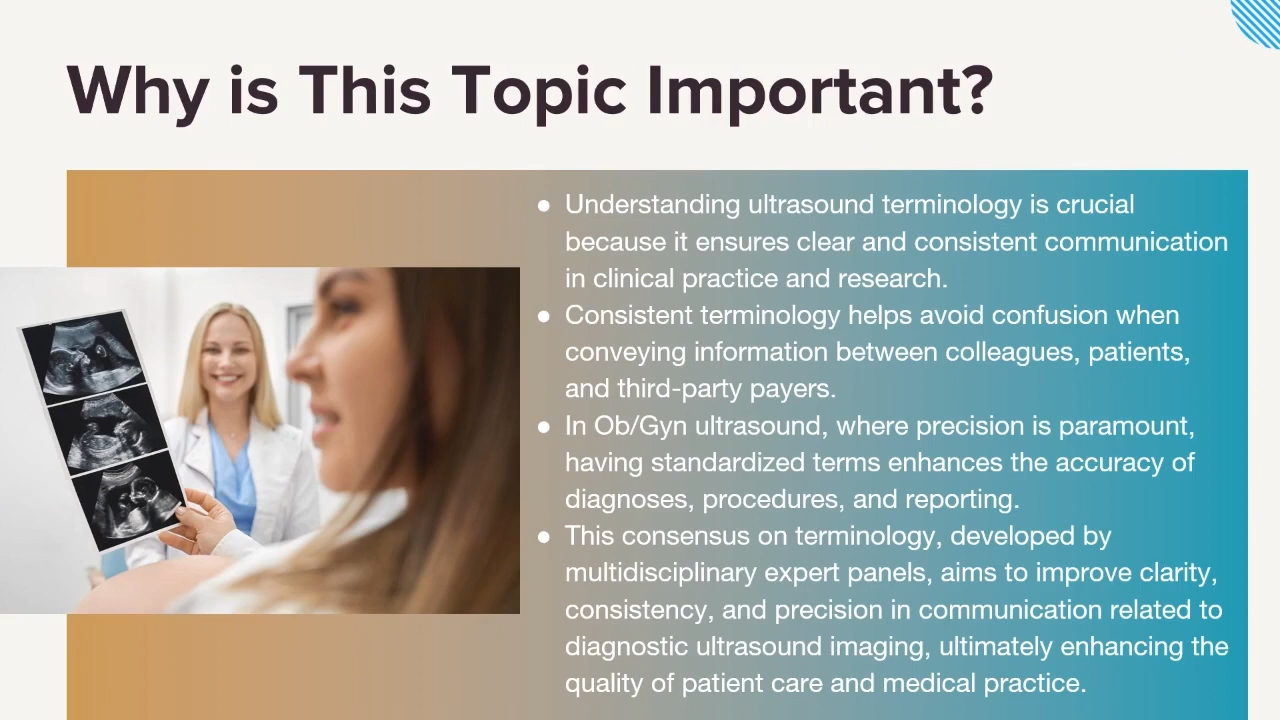 Why is This Topic Important?
● Understanding ultrasound terminology is crucial
because it ensures clear and consistent communication
in clinical practice and research.
● Consistent terminology helps avoid confusion when
conveying information between colleagues, patients,
and third-party payers.
● In Ob/Gyn ultrasound, where precision is paramount,
having standardized terms enhances the accuracy of
diagnoses, procedures, and reporting.
● This consensus on terminology, developed by
multidisciplinary expert panels, aims to improve clarity,
consistency, and precision in communication related to
diagnostic ultrasound imaging, ultimately enhancing the
quality of patient care and medical practice.